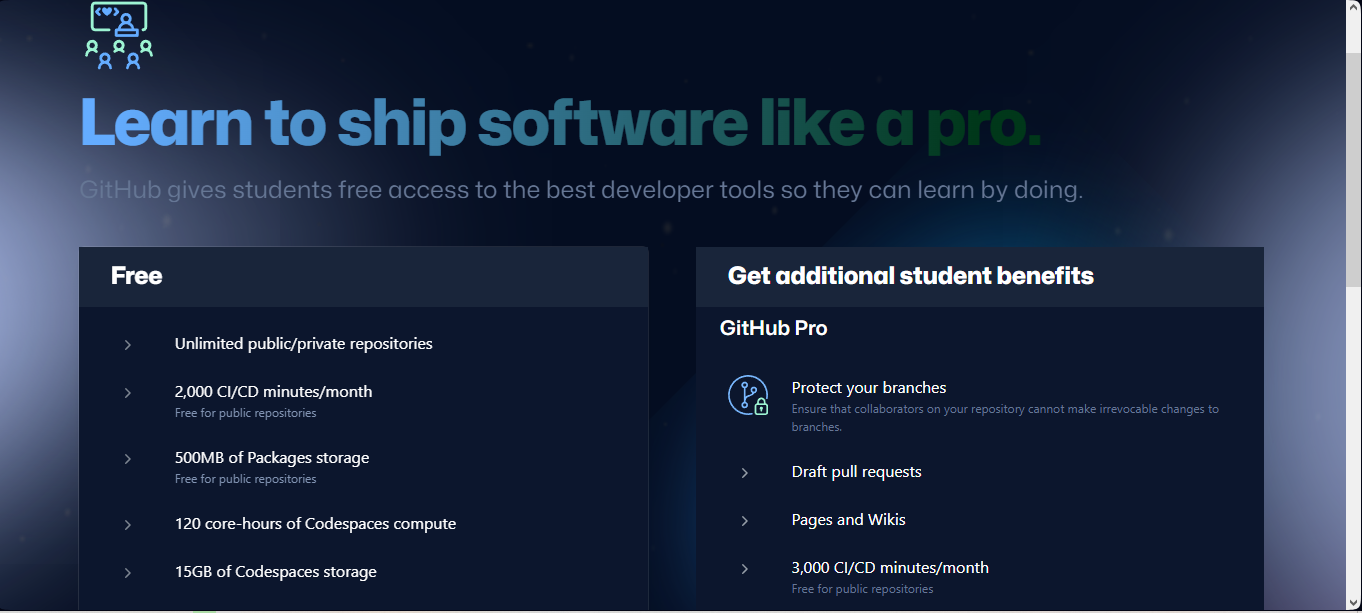 Learn to ship software like a pro.
GitHub gives students free access to the best developer tools so they can learn by doing.
Free
Unlimited public/private repositories
2,000 CI/CD minutes/month
Free for public repositories
500MB of Packages storage
Free for public repositories
120 core-hours of Codespaces compute
15GB of Codespaces storage
Get additional student benefits
GitHub Pro
Protect your branches
Ensure that collaborators on your repository cannot make irrevocable changes to
branches.
Draft pull requests
Pages and Wikis
3,000 CI/CD minutes/month
Free for public repositories